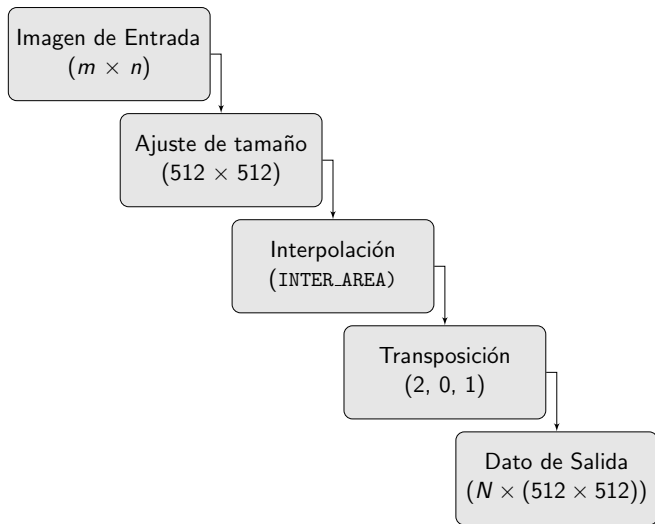 Imagen de Entrada
(m × n)
Ajuste de tamaño
(512 × 512)
Interpolación
(INTER_AREA)
Transposición
(2, 0, 1)
Dato de Salida
(N × (512 × 512))